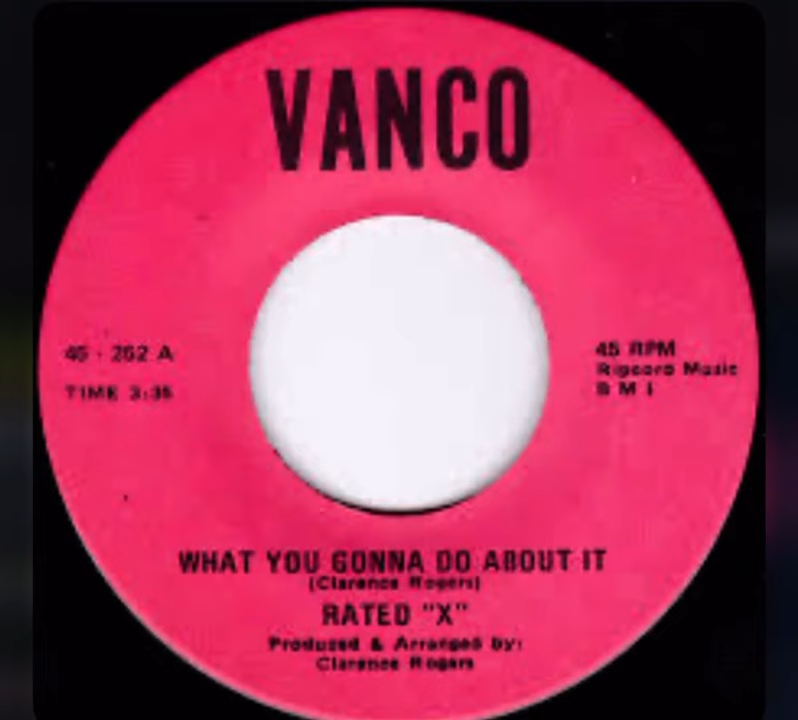 VANCO
45 - 262 A
TIME 3:35
45 RPM
Ripcord Music
B M I
WHAT YOU GONNA DO ABOUT IT
(Clarence Rogers)
RATED "X"
Produced & Arranged by:
Clarence Rogers